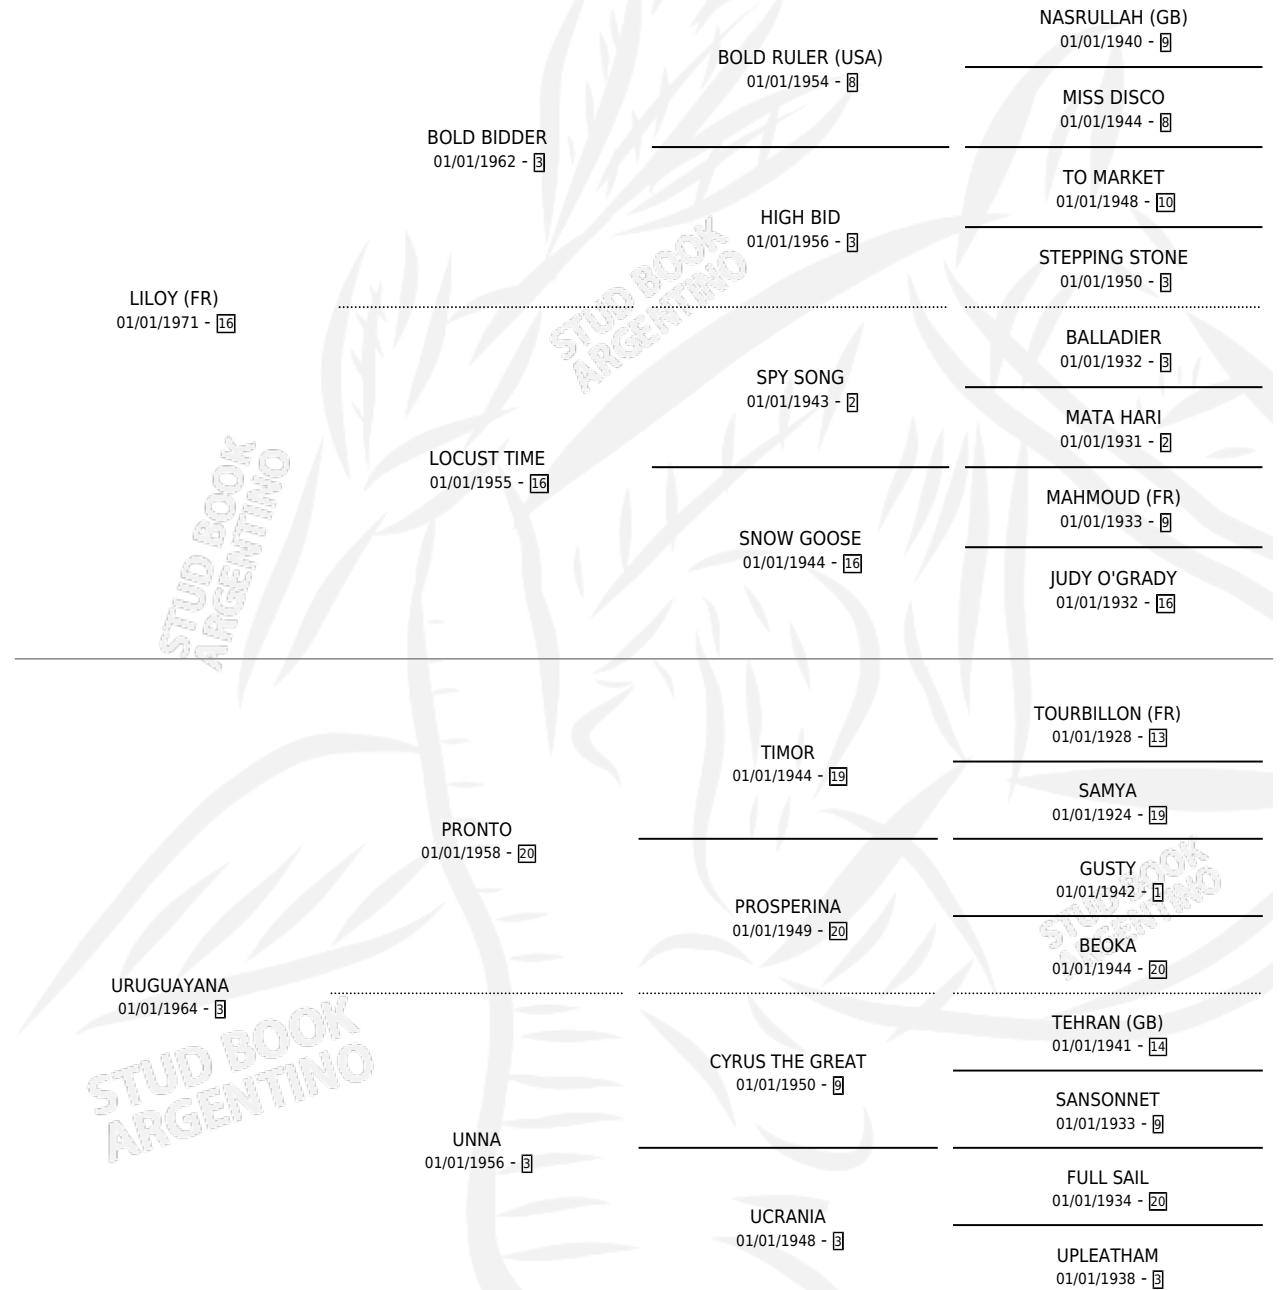 NASRULLAH (GB)
01/01/1940 - 9
BOLD RULER (USA)
01/01/1954 - 8
MISS DISCO
01/01/1944 - 8
BOLD BIDDER
01/01/1962 - 3
TO MARKET
01/01/1948 - 10
HIGH BID
01/01/1956 - 3
STEPPING STONE
01/01/1950 - 3
LILOY (FR)
01/01/1971 - 16
BALLADIER
01/01/1932 - 3
SPY SONG
01/01/1943 - 2
MATA HARI
01/01/1931 - 2
LOCUST TIME
01/01/1955 - 16
MAHMOUD (FR)
01/01/1933 - 9
SNOW GOOSE
01/01/1944 - 16
JUDY O'GRADY
01/01/1932 - 16
TOURBILLON (FR)
01/01/1928 - 13
TIMOR
01/01/1944 - 19
SAMYA
01/01/1924 - 19
PRONTO
01/01/1958 - 20
GUSTY
01/01/1942 - 1
PROSPERINA
01/01/1949 - 20
BEOKA
01/01/1944 - 20
URUGUAYANA
01/01/1964 - 3
TEHRAN (GB)
01/01/1941 - 14
CYRUS THE GREAT
01/01/1950 - 9
SANSONNET
01/01/1933 - 9
UNNA
01/01/1956 - 3
FULL SAIL
01/01/1934 - 20
UCRANIA
01/01/1948 - 3
UPLEATHAM
01/01/1938 - 3
STUD BOOK
ARGENTINO
STUD BOOK
ARGENTINO
STUD BOOK
ARGENTINO
STUD BOOK
ARGENTINO